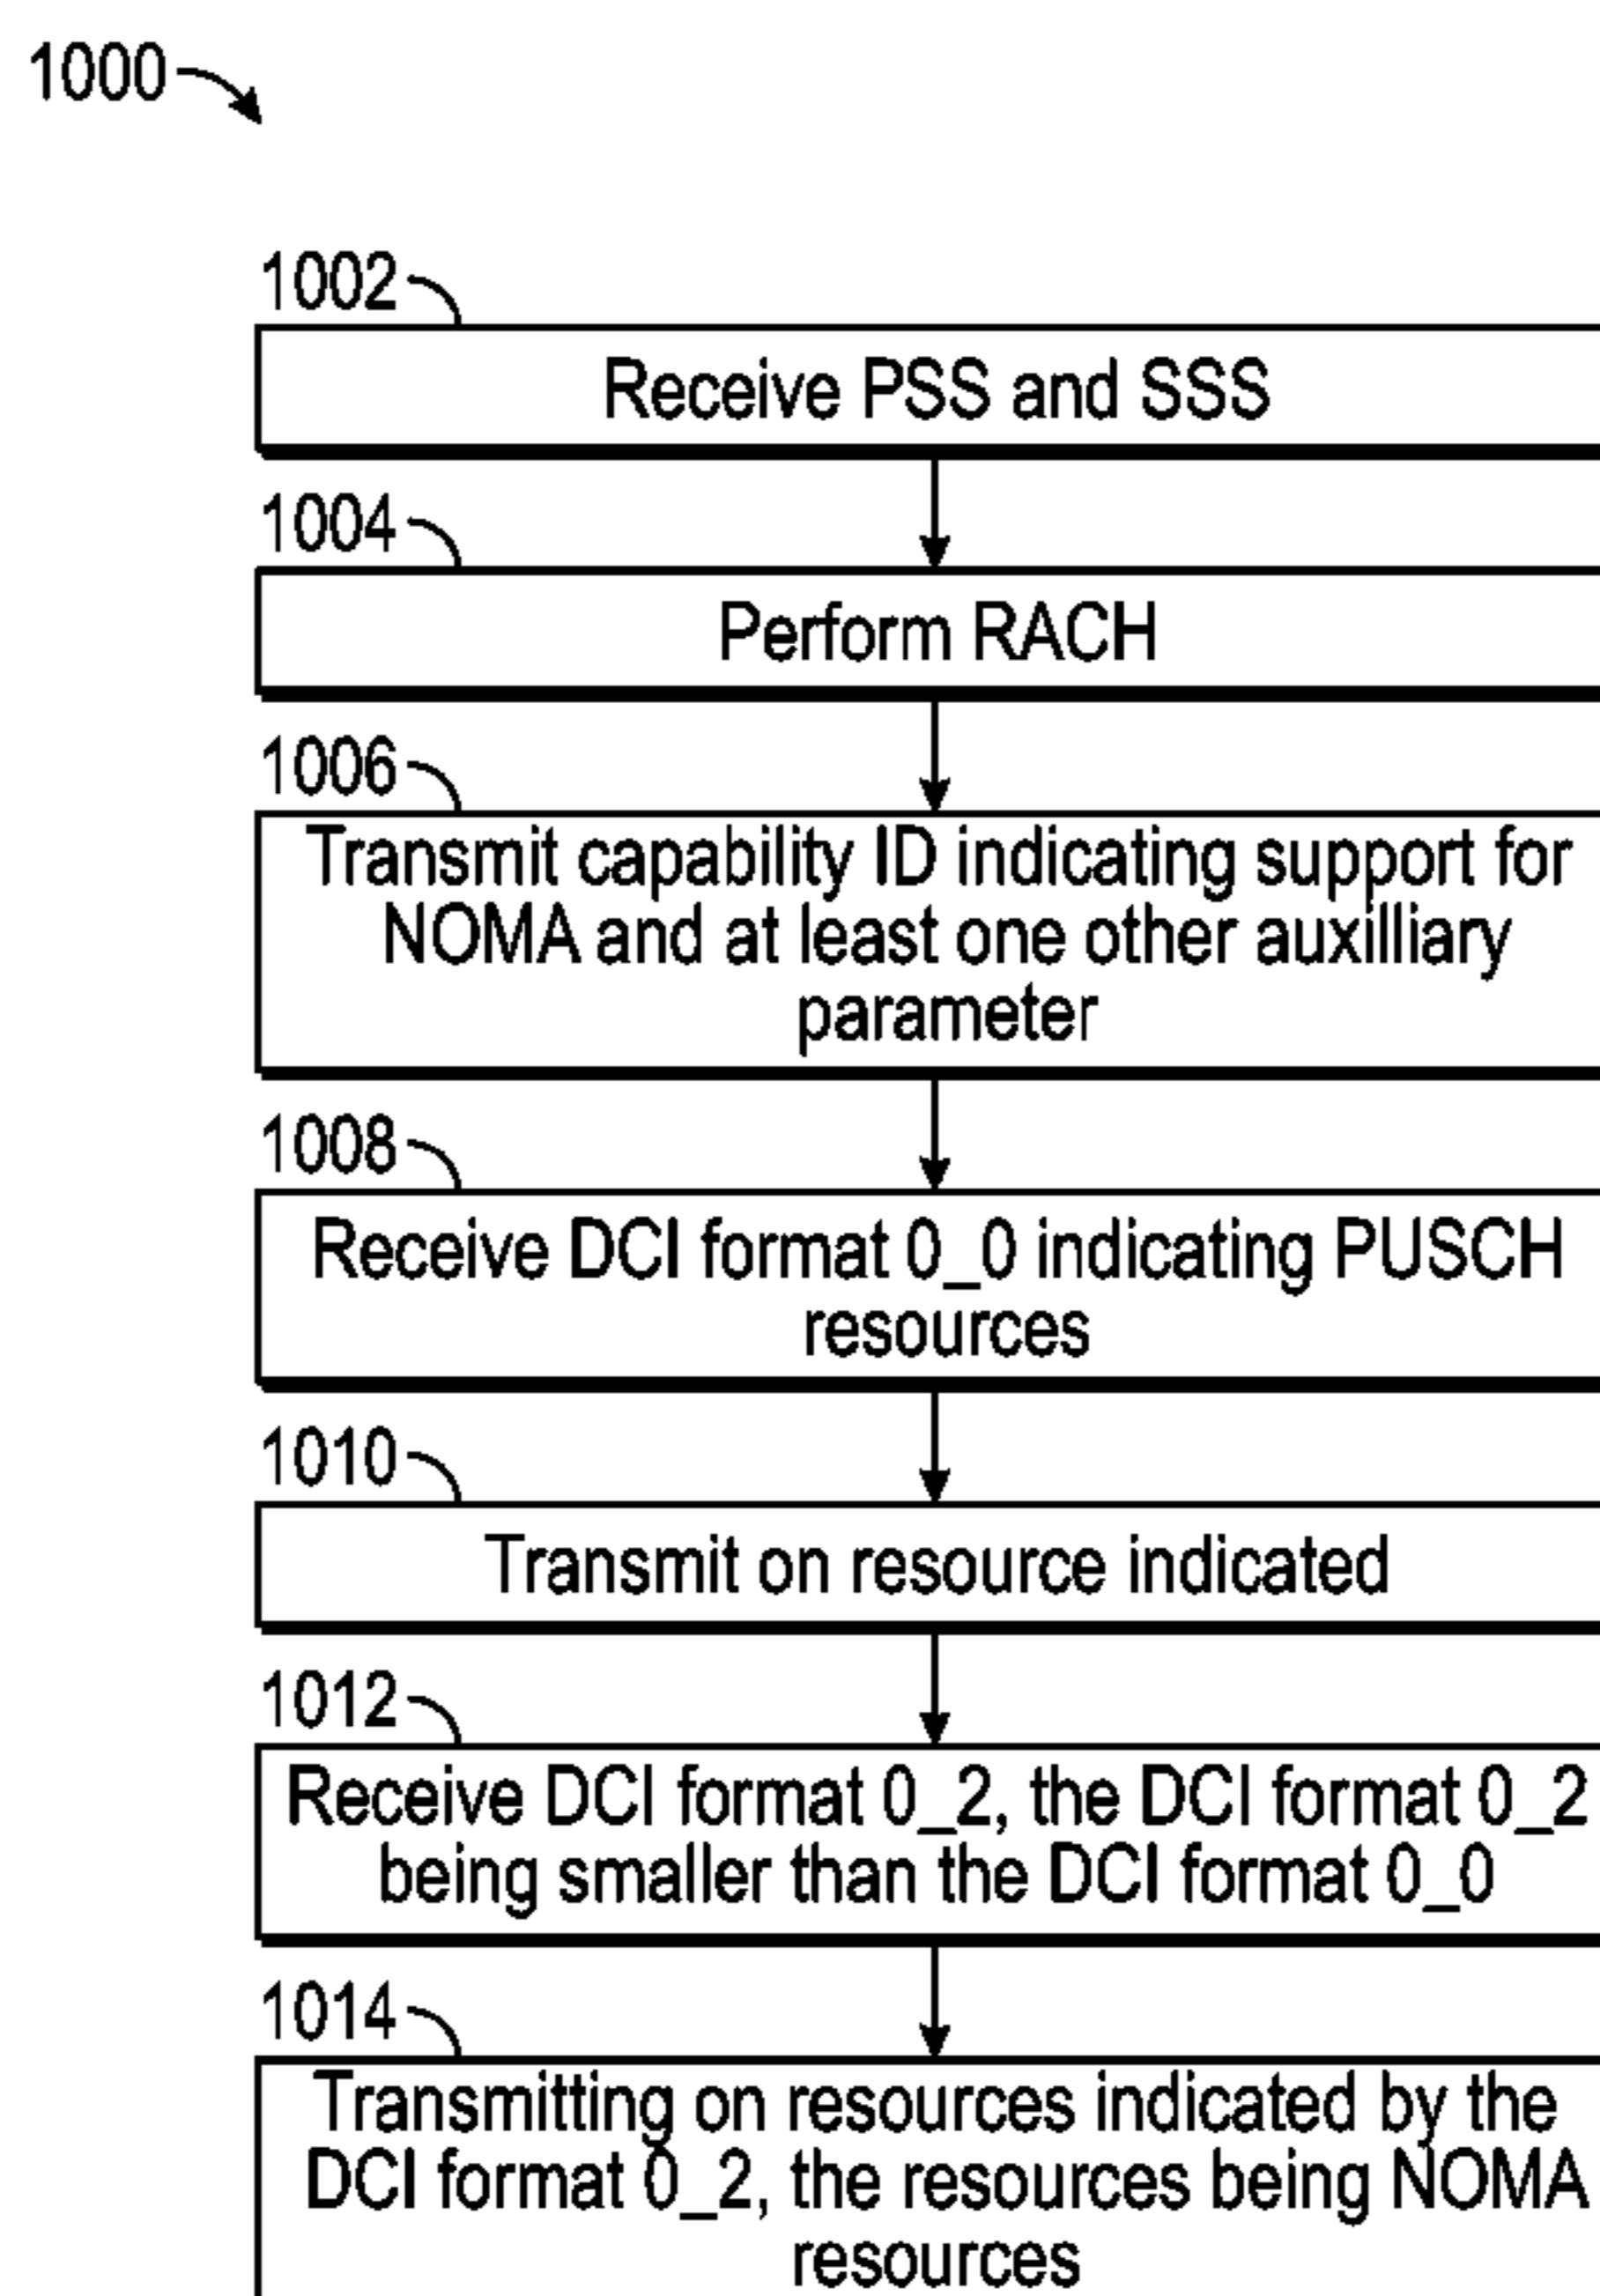 1000
1002
Receive PSS and SSS
1004
Perform RACH
1006
Transmit capability ID indicating support for
NOMA and at least one other auxilliary
parameter
1008
Receive DCI format 0_0 indicating PUSCH
resources
1010
Transmit on resource indicated
1012
Receive DCI format 0_2, the DCI format 0_2
being smaller than the DCI format 0_0
1014
Transmitting on resources indicated by the
DCI format 0_2, the resources being NOMA
resources